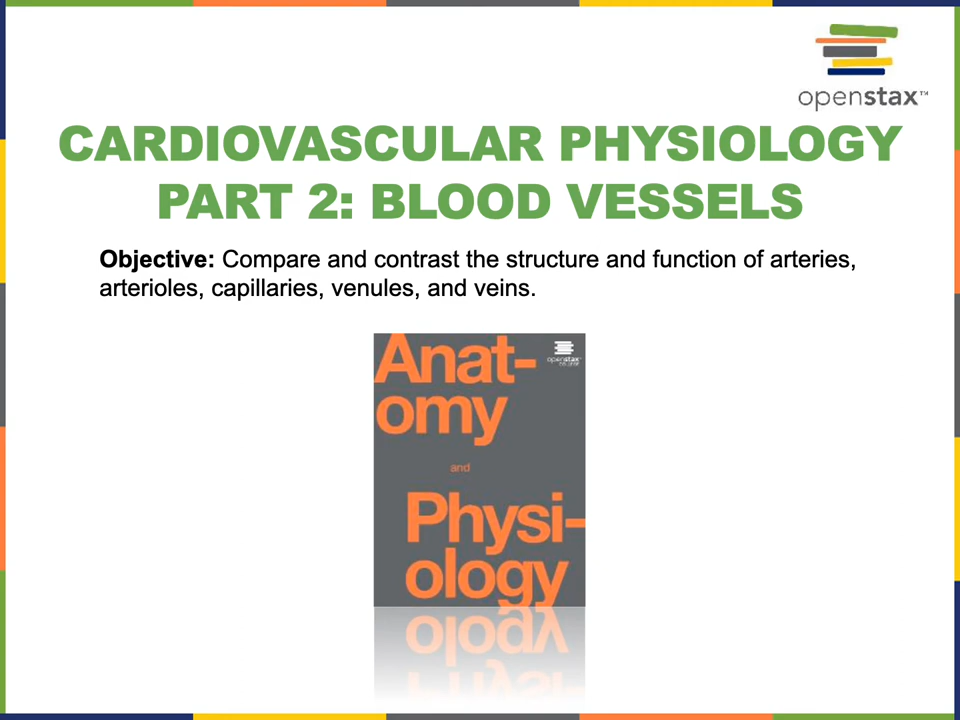 openstax™
CARDIOVASCULAR PHYSIOLOGY
PART 2: BLOOD VESSELS
Objective: Compare and contrast the structure and function of arteries,
arterioles, capillaries, venules, and veins.
Anat-
omy
openstax
and
Physi-
ology